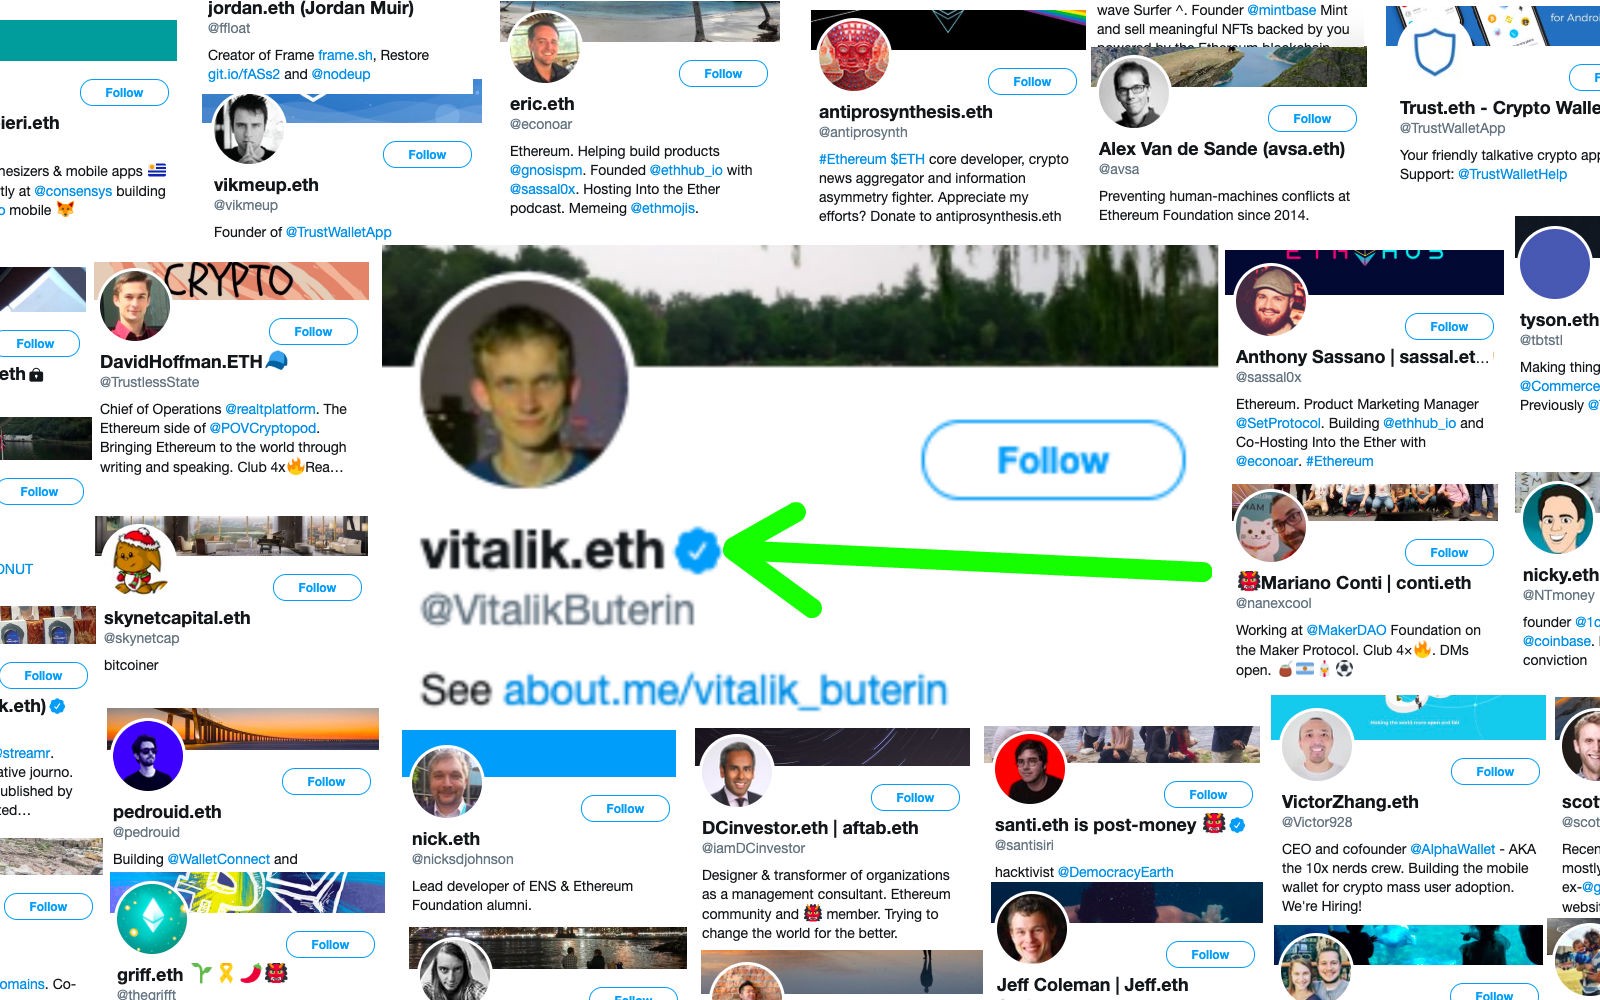 jordan.eth (Jordan Muir)
@ffloat
Creator of Frame frame.sh, Restore
git.io/fASs2 and @nodeup
wave Surfer ^. Founder @mintbase Mint
and sell meaningful NFTs backed by you
powered by the Ethereum blockchain
for Android
Follow
ieri.eth
nesizers & mobile apps 🇺🇾
tly at @consensys building
mobile 🦊
Follow
vikmeup.eth
@vikmeup
Founder of @TrustWalletApp
Follow
eric.eth
@econoar
Ethereum. Helping build products
@gnosispm. Founded @ethhub_io with
@sassal0x. Hosting Into the Ether
podcast. Memeing @ethmojis.
Follow
antiprosynthesis.eth
@antiprosynth
#Ethereum $ETH core developer, crypto
news aggregator and information
asymmetry fighter. Appreciate my
efforts? Donate to antiprosynthesis.eth
Follow
Alex Van de Sande (avsa.eth)
@avsa
Preventing human-machines conflicts at
Ethereum Foundation since 2014.
F
Trust.eth - Crypto Walle
@TrustWalletApp
Your friendly talkative crypto app
Support: @TrustWalletHelp
Follow
eth 🔒
CRYPTO
Follow
DavidHoffman.ETH 🧢
@TrustlessState
Chief of Operations @realtplatform. The
Ethereum side of @POVCryptopod.
Bringing Ethereum to the world through
writing and speaking. Club 4x🔥Rea…
Follow
vitalik.eth
@VitalikButerin
See about.me/vitalik_buterin
ETHHUB
Follow
Anthony Sassano | sassal.et…
@sassal0x
Ethereum. Product Marketing Manager
@SetProtocol. Building @ethhub_io and
Co-Hosting Into the Ether with
@econoar. #Ethereum
tyson.eth
@tbtstl
Making thing
@Commerce
Previously @
Follow
ONUT
Follow
skynetcapital.eth
@skynetcap
bitcoiner
Follow
👹Mariano Conti | conti.eth
@nanexcool
Working at @MakerDAO Foundation on
the Maker Protocol. Club 4×🔥. DMs
open. 🧉🇦🇷⚽
nicky.eth
@NTmoney
founder @1c
@coinbase.
conviction
Follow
k.eth)
@streamr.
ative journo.
ublished by
ted…
Follow
pedrouid.eth
@pedrouid
Building @WalletConnect and
Follow
nick.eth
@nicksdjohnson
Lead developer of ENS & Ethereum
Foundation alumni.
Follow
DCinvestor.eth | aftab.eth
@iamDCinvestor
Designer & transformer of organizations
as a management consultant. Ethereum
community and 👹 member. Trying to
change the world for the better.
Follow
santi.eth is post-money 👹
@santisiri
hacktivist @DemocracyEarth
Making the world more open and fair
Follow
VictorZhang.eth
@Victor928
CEO and cofounder @AlphaWallet - AKA
the 10x nerds crew. Building the mobile
wallet for crypto mass user adoption.
We're Hiring!
scot
@scot
Recen
mostly
ex-@g
websit
Follow
omains. Co-
Follow
griff.eth 🌱🎗🌶👹
@thegrifft
Follow
Follow
Jeff Coleman | Jeff.eth
Follow